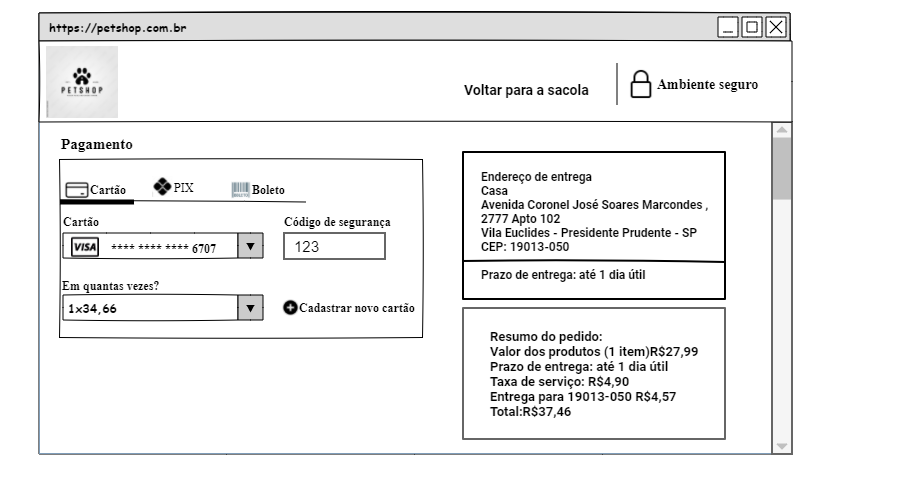 https://petshop.com.br
PETSHOP
Voltar para a sacola
Ambiente seguro
Pagamento
Cartão
PIX
Boleto
Cartão
Código de segurança
VISA **** **** **** 6707
123
Em quantas vezes?
1x34,66
Cadastrar novo cartão
Endereço de entrega
Casa
Avenida Coronel José Soares Marcondes ,
2777 Apto 102
Vila Euclides - Presidente Prudente - SP
CEP: 19013-050
Prazo de entrega: até 1 dia útil
Resumo do pedido:
Valor dos produtos (1 item)R$27,99
Prazo de entrega: até 1 dia útil
Taxa de serviço: R$4,90
Entrega para 19013-050 R$4,57
Total:R$37,46